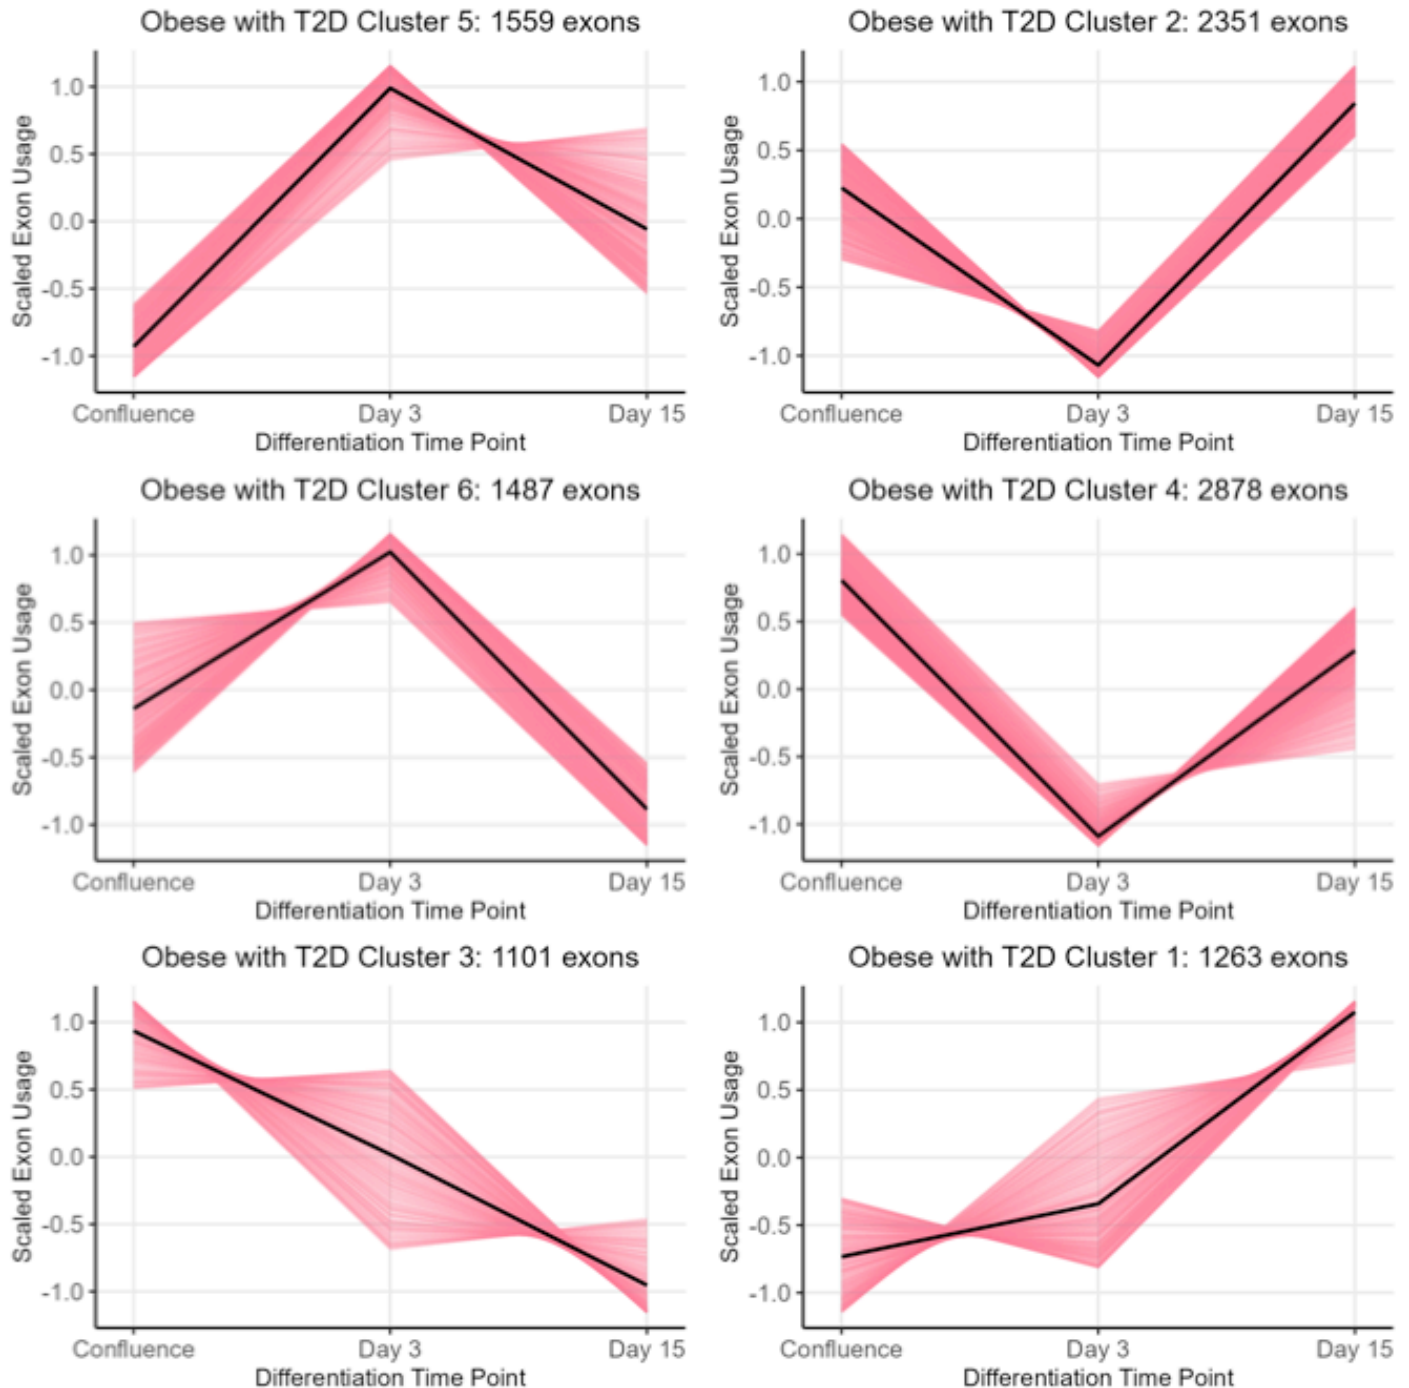 Obese with T2D Cluster 5: 1559 exons
Scaled Exon Usage
1.0
0.5
0.0
-0.5
-1.0
Confluence Day 3 Day 15
Differentiation Time Point
Obese with T2D Cluster 2: 2351 exons
Scaled Exon Usage
1.0
0.5
0.0
-0.5
-1.0
Confluence Day 3 Day 15
Differentiation Time Point
Obese with T2D Cluster 6: 1487 exons
Scaled Exon Usage
1.0
0.5
0.0
-0.5
-1.0
Confluence Day 3 Day 15
Differentiation Time Point
Obese with T2D Cluster 4: 2878 exons
Scaled Exon Usage
1.0
0.5
0.0
-0.5
-1.0
Confluence Day 3 Day 15
Differentiation Time Point
Obese with T2D Cluster 3: 1101 exons
Scaled Exon Usage
1.0
0.5
0.0
-0.5
-1.0
Confluence Day 3 Day 15
Differentiation Time Point
Obese with T2D Cluster 1: 1263 exons
Scaled Exon Usage
1.0
0.5
0.0
-0.5
-1.0
Confluence Day 3 Day 15
Differentiation Time Point